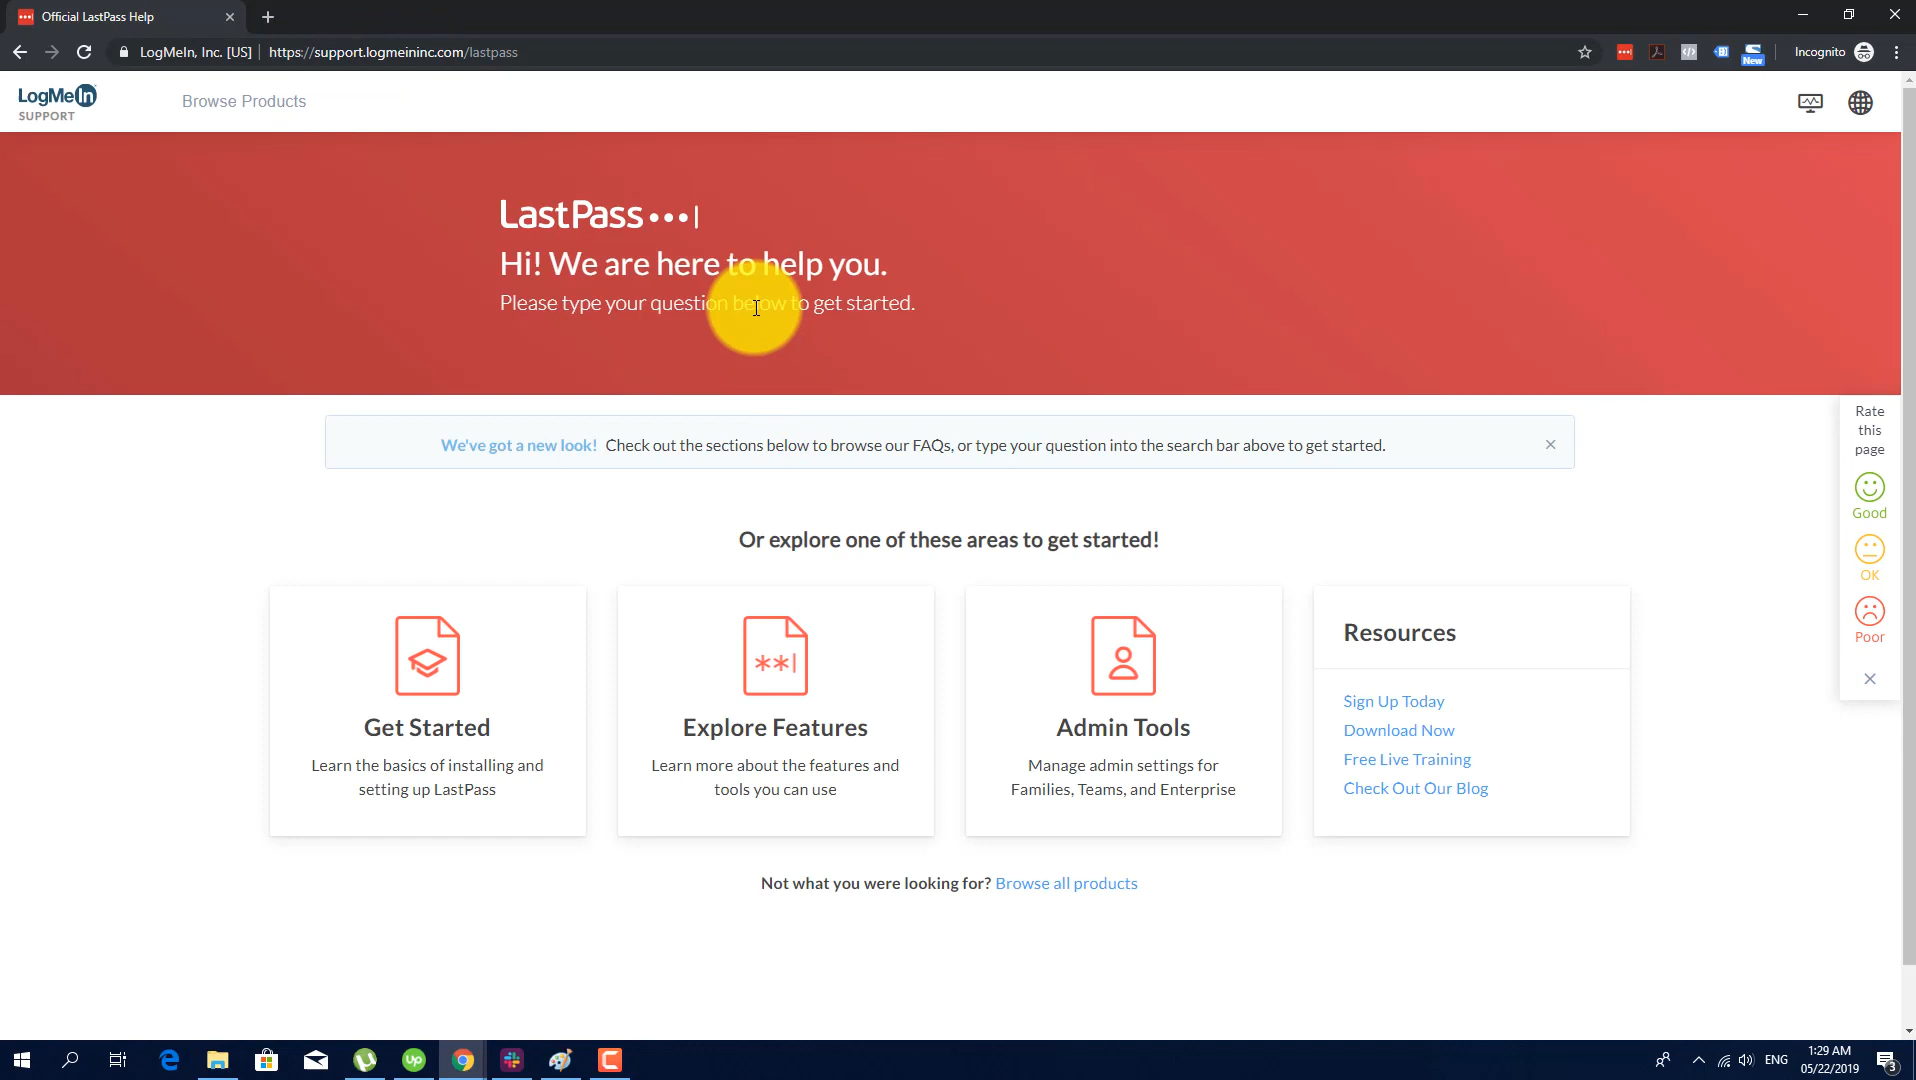 Official LastPass Help
LogMeIn, Inc. [US] | https://support.logmeininc.com/lastpass
New
Incognito
LogMeIn
SUPPORT
Browse Products
LastPass •••|
Hi! We are here to help you.
Please type your question below to get started.
We've got a new look! Check out the sections below to browse our FAQs, or type your question into the search bar above to get started.
Rate
this
page
Good
OK
Poor
Or explore one of these areas to get started!
Get Started
Learn the basics of installing and
setting up LastPass
**|
Explore Features
Learn more about the features and
tools you can use
Admin Tools
Manage admin settings for
Families, Teams, and Enterprise
Resources
Sign Up Today
Download Now
Free Live Training
Check Out Our Blog
Not what you were looking for? Browse all products
up
ENG
1:29 AM
05/22/2019
3